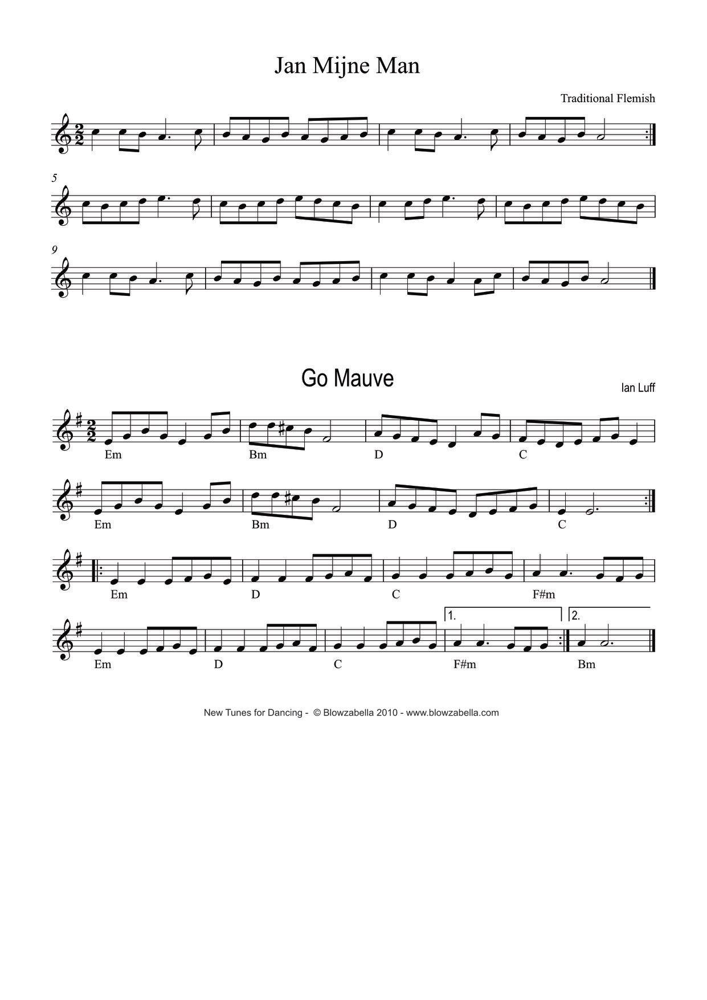 Jan Mijne Man
Traditional Flemish
2
2
5
9
Go Mauve
Ian Luff
2
2
Em Bm D C
Em Bm D C
Em D C F#m
1. 2.
Em D C F#m Bm
New Tunes for Dancing - © Blowzabella 2010 - www.blowzabella.com